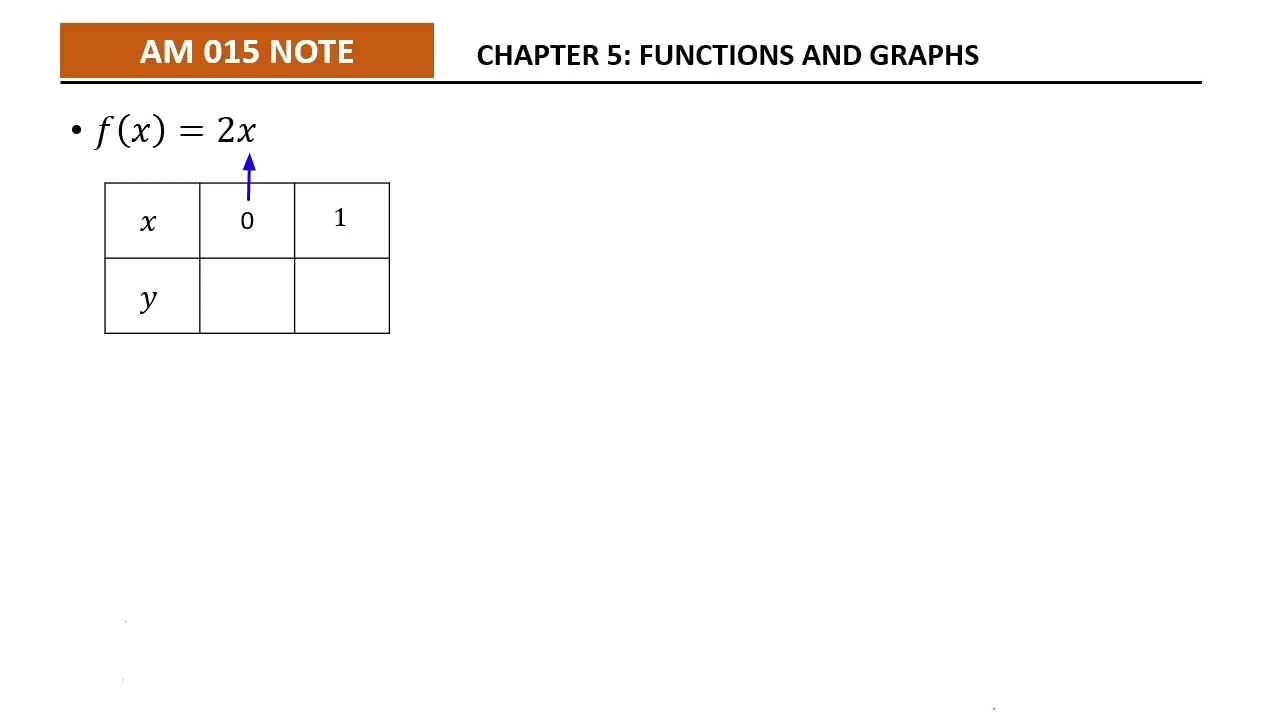 AM 015 NOTE
CHAPTER 5: FUNCTIONS AND GRAPHS
• f(x) = 2x
x 0 1
y